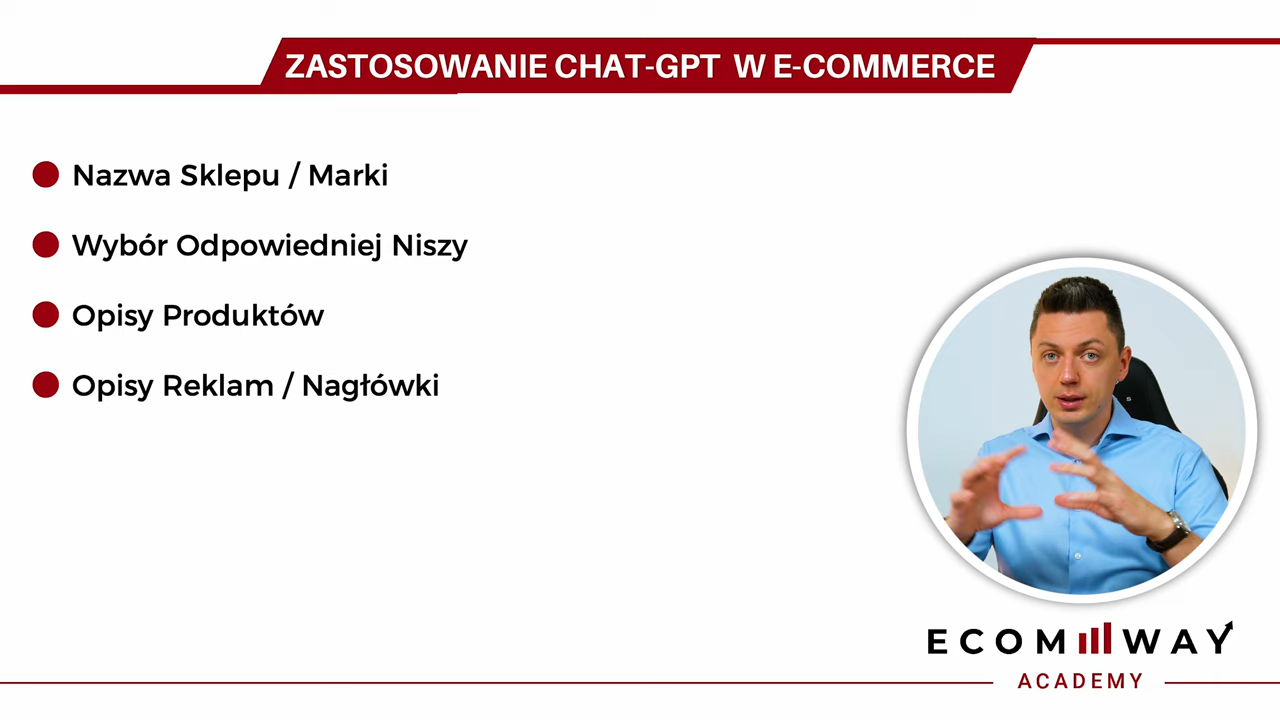 ZASTOSOWANIE CHAT-GPT W E-COMMERCE
Nazwa Sklepu / Marki
Wybór Odpowiedniej Niszy
Opisy Produktów
Opisy Reklam / Nagłówki
ECOM WAY
ACADEMY